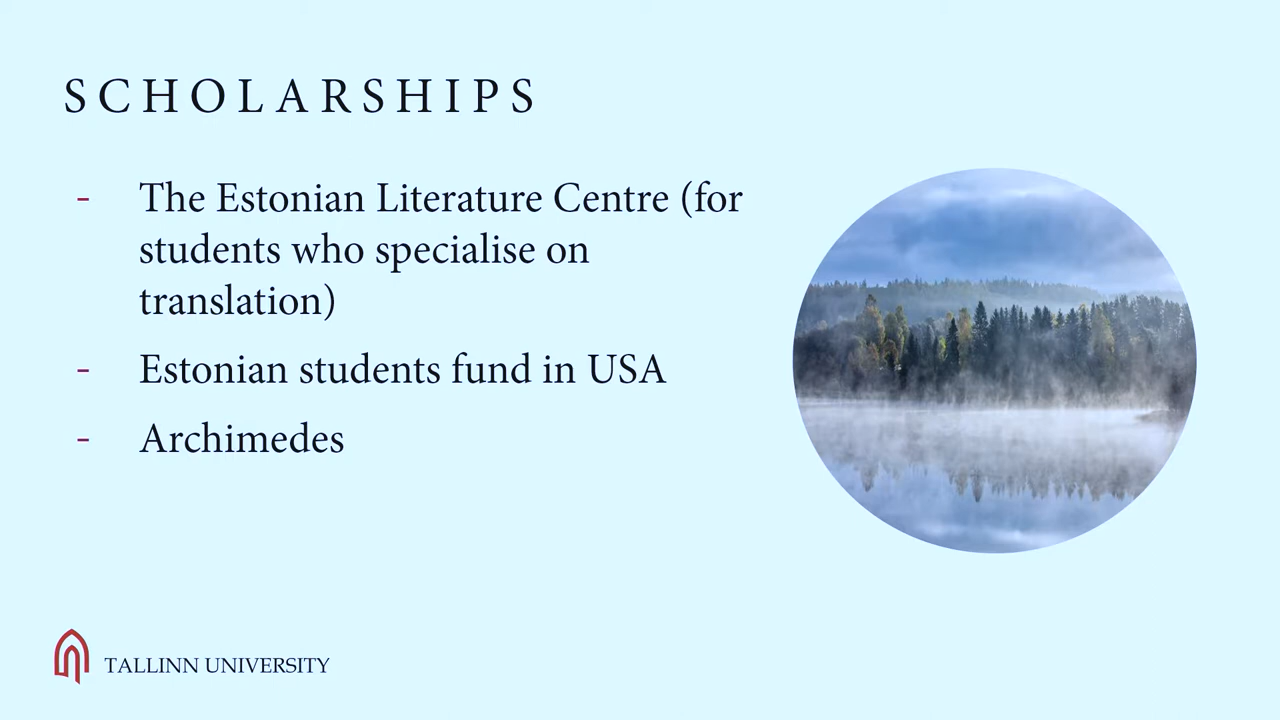 SCHOLARSHIPS
- The Estonian Literature Centre (for
students who specialise on
translation)
- Estonian students fund in USA
- Archimedes
TALLINN UNIVERSITY